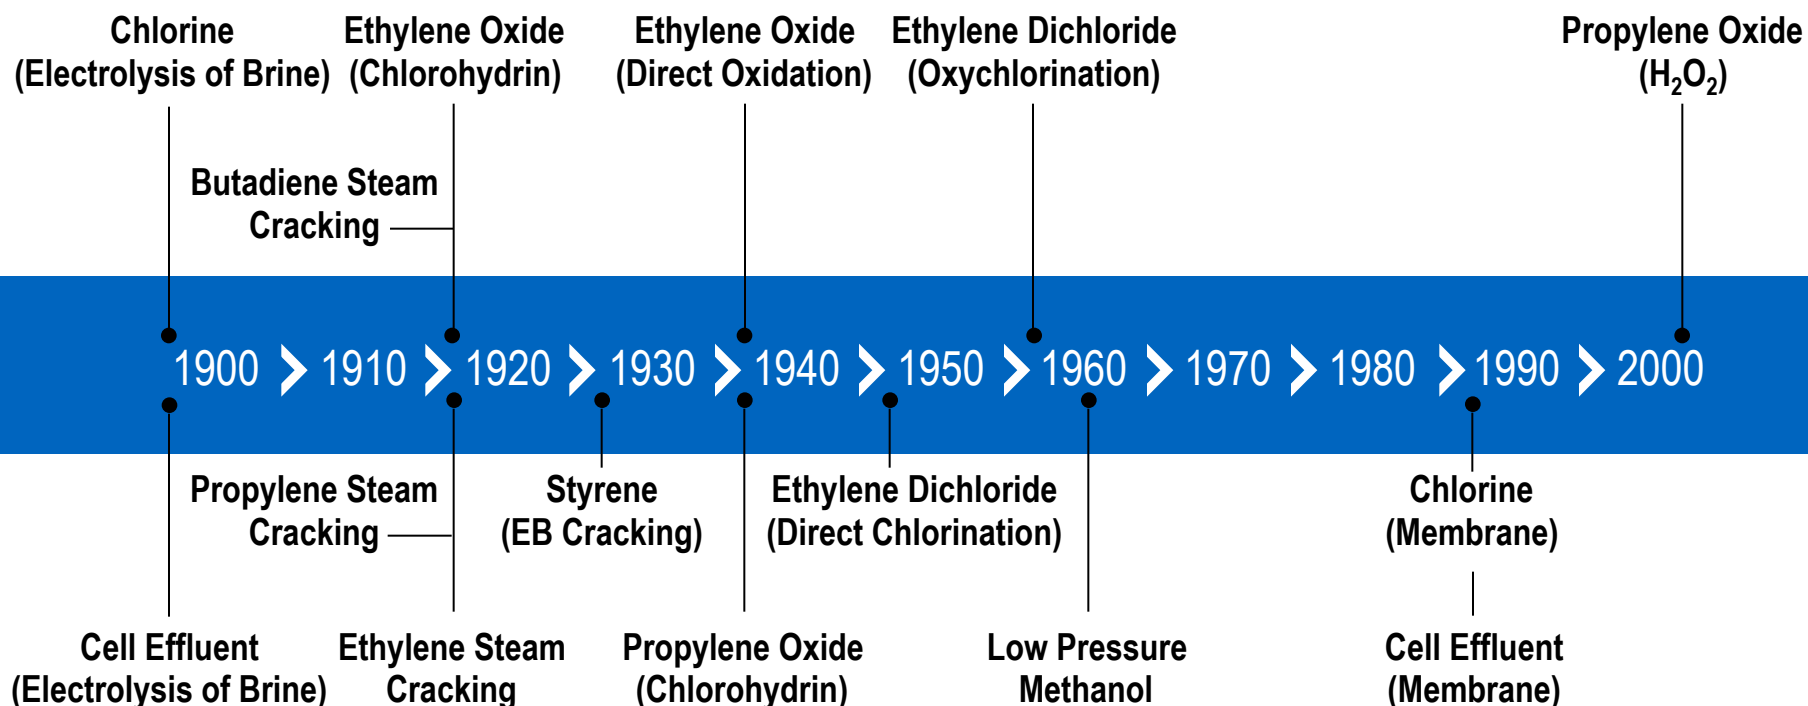 Chlorine
(Electrolysis of Brine)
Ethylene Oxide
(Chlorohydrin)
Ethylene Oxide
(Direct Oxidation)
Ethylene Dichloride
(Oxychlorination)
Propylene Oxide
(H₂O₂)
Butadiene Steam
Cracking
1900 1910 1920 1930 1940 1950 1960 1970 1980 1990 2000
Propylene Steam
Cracking
Styrene
(EB Cracking)
Ethylene Dichloride
(Direct Chlorination)
Chlorine
(Membrane)
Cell Effluent
(Electrolysis of Brine)
Ethylene Steam
Cracking
Propylene Oxide
(Chlorohydrin)
Low Pressure
Methanol
Cell Effluent
(Membrane)